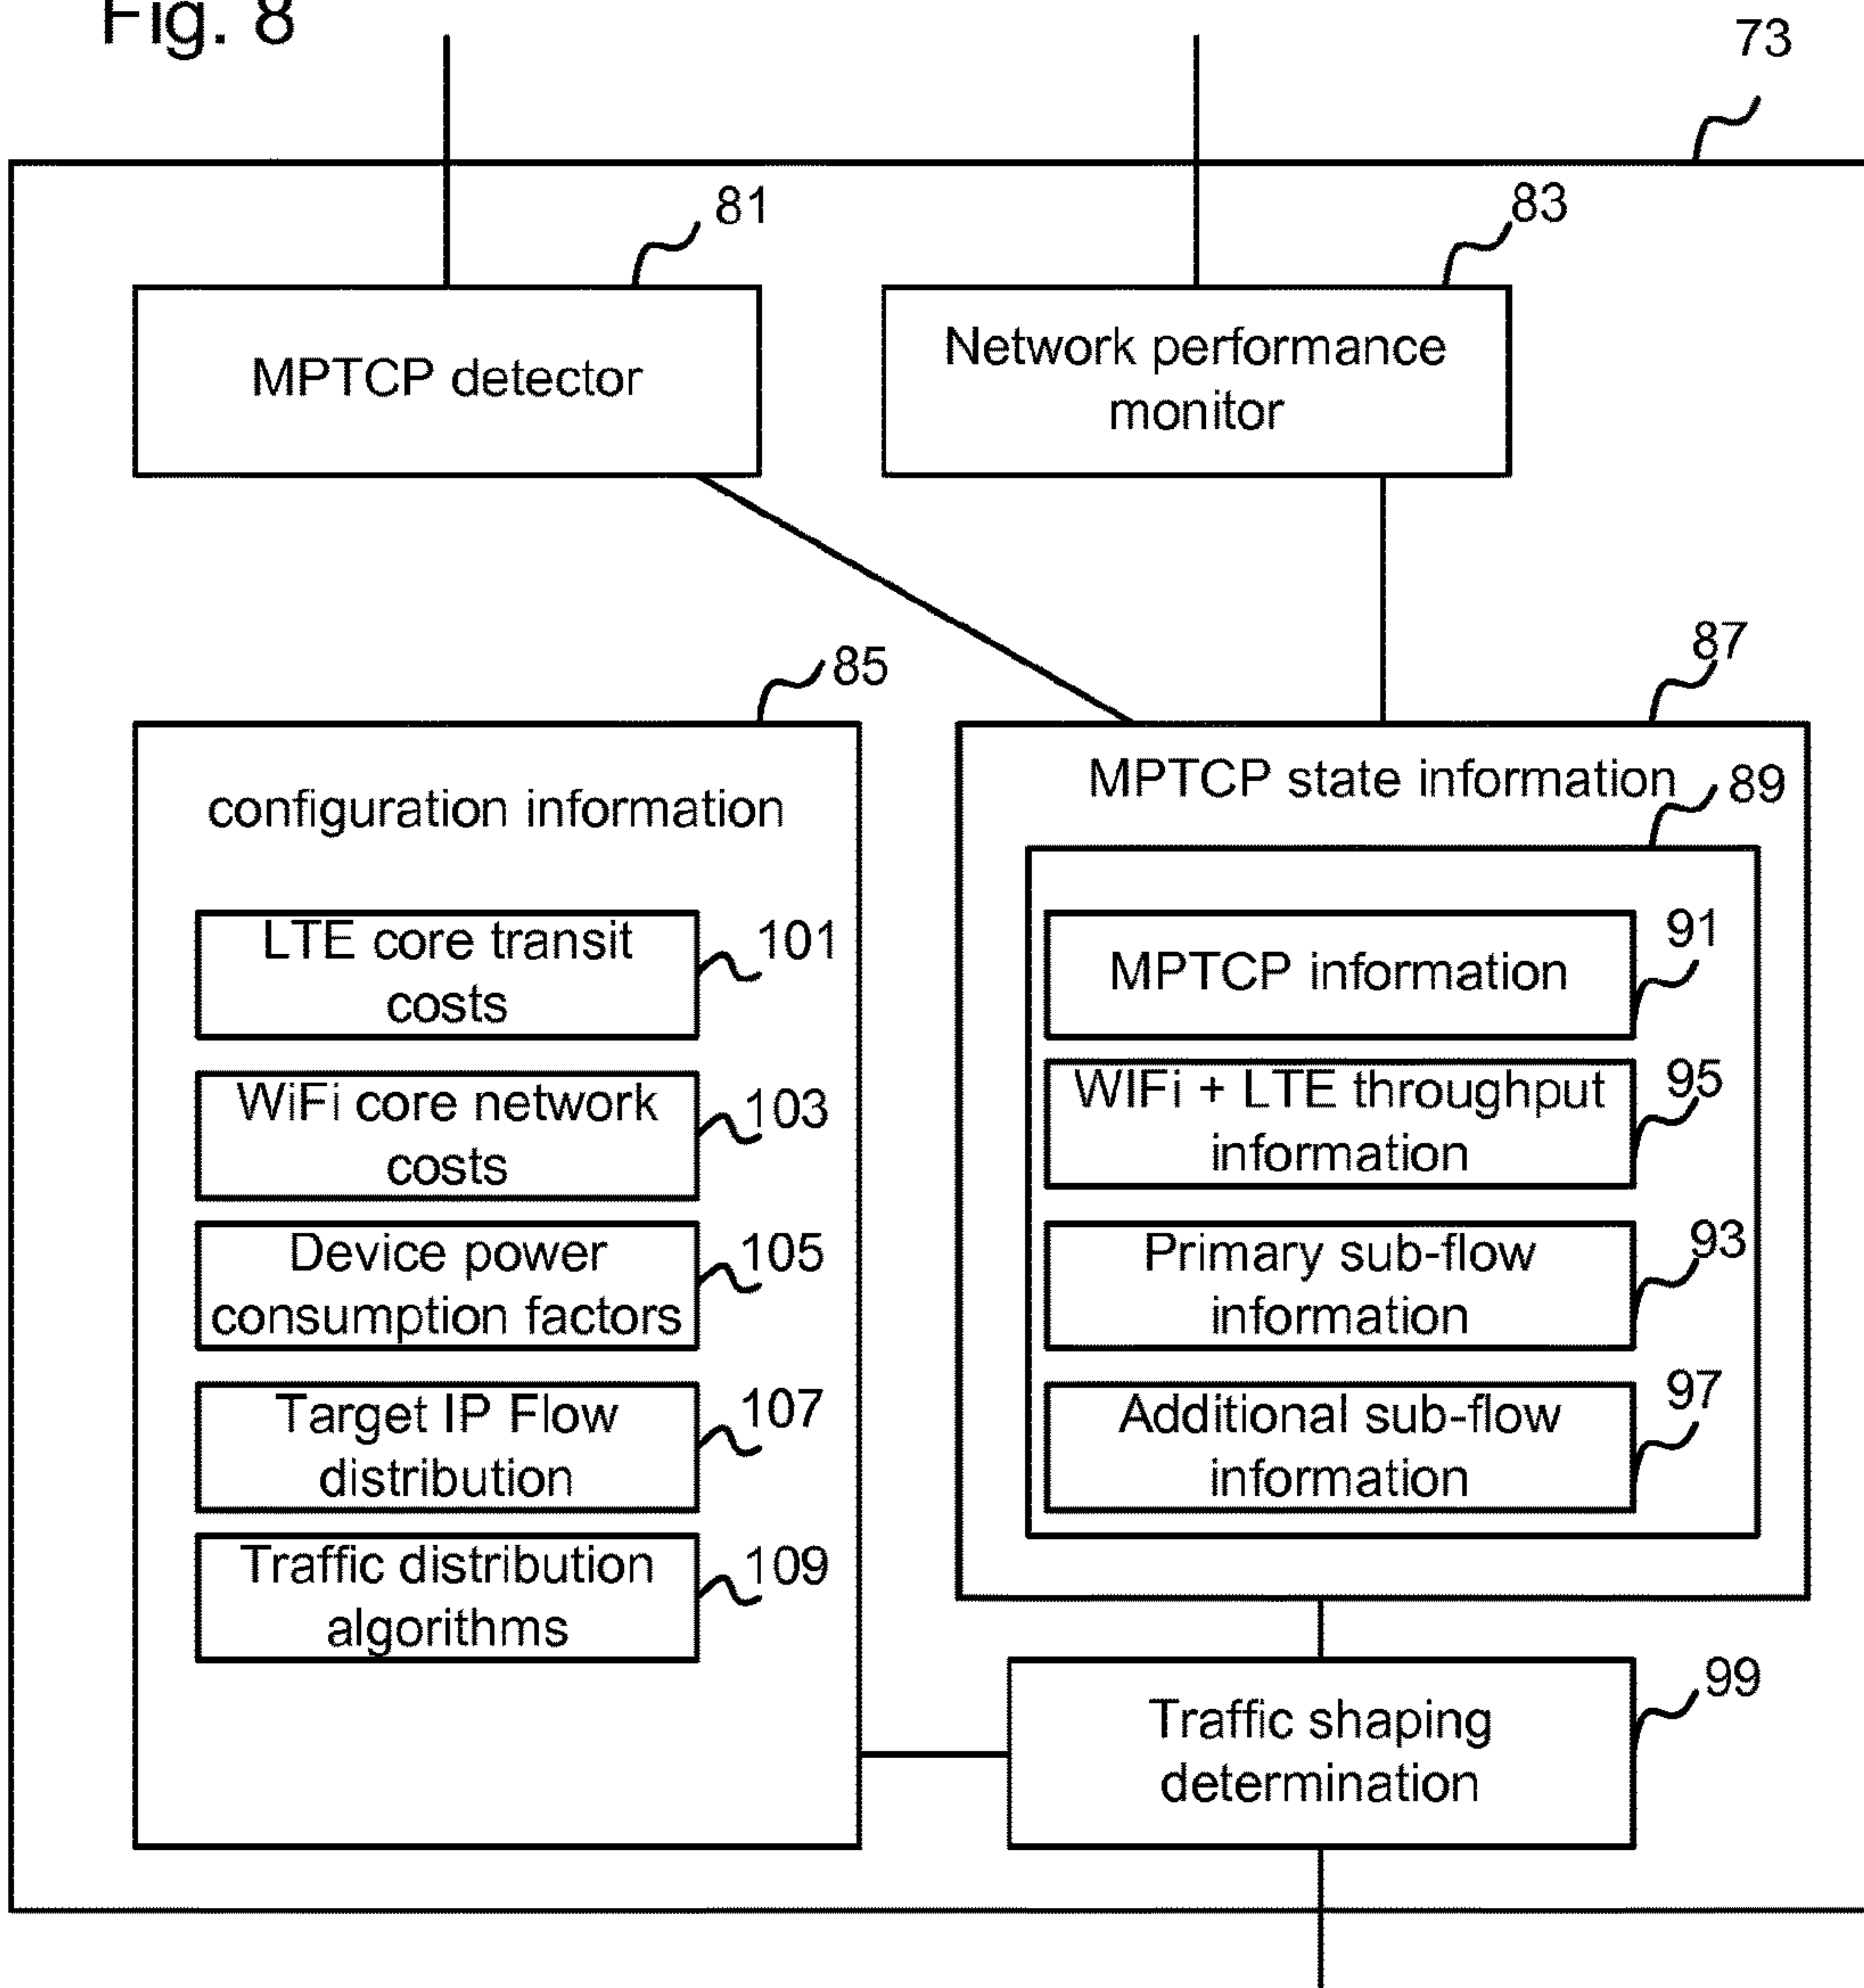 Fig. 8
73
81
83
MPTCP detector
Network performance
monitor
85
87
configuration information
MPTCP state information
89
LTE core transit
costs
101
MPTCP information
91
WiFi core network
costs
103
WIFi + LTE throughput
information
95
Device power
consumption factors
105
Primary sub-flow
information
93
Target IP Flow
distribution
107
Additional sub-flow
information
97
Traffic distribution
algorithms
109
Traffic shaping
determination
99